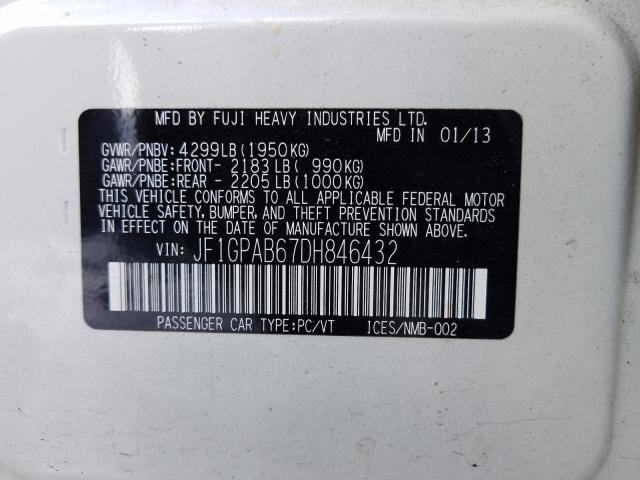 MFD BY FUJI HEAVY INDUSTRIES LTD.
MFD IN 01/13
GVWR/PNBV: 4299LB(1950KG)
GAWR/PNBE:FRONT- 2183LB( 990KG)
GAWR/PNBE:REAR - 2205LB(1000KG)
THIS VEHICLE CONFORMS TO ALL APPLICABLE FEDERAL MOTOR
VEHICLE SAFETY, BUMPER, AND THEFT PREVENTION STANDARDS
IN EFFECT ON THE DATE OF MANUFACTURE SHOWN ABOVE.
VIN: JF1GPAB67DH846432
PASSENGER CAR TYPE:PC/VT ICES/NMB-002